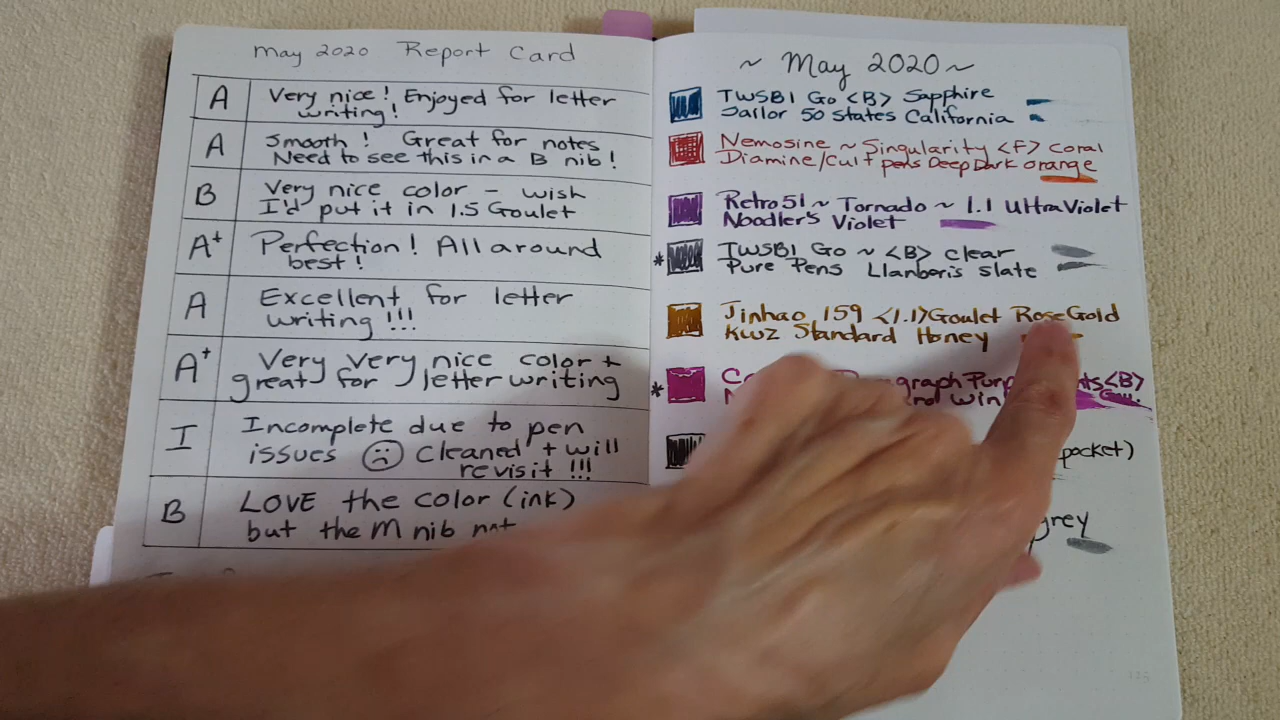 May 2020 Report Card
A Very nice! Enjoyed for letter
writing!
A Smooth! Great for notes
Need to see this in a B nib!
B Very nice color - wish
I'd put it in 1.5 Goulet
A+ Perfection! All around
best!
A Excellent for letter
writing!!!
A+ Very very nice color +
great for letter writing
I Incomplete due to pen
issues ☹ Cleaned + will
revisit!!!
B LOVE the color (ink)
but the M nib not
~ May 2020 ~
TWSBI Go <B> Sapphire
Sailor 50 states California
Nemosine ~ Singularity <F> Coral
Diamine/Cult pens Deep Dark orange
Retro51 ~ Tornado ~ 1.1 UltraViolet
Noodler's Violet
* TWSBI Go ~ <B> clear
Pure Pens Llanberis slate
Jinhao 159 <1.1> Goulet Rose Gold
KWZ Standard Honey
*
<B>
pocket)
grey